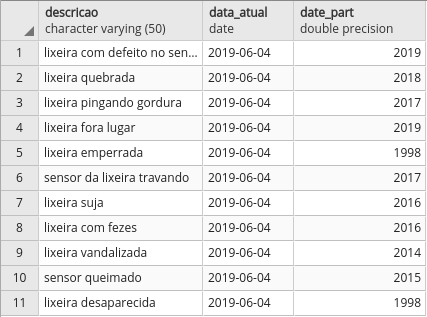 descricao data_atual date_part
character varying (50) date double precision
1 lixeira com defeito no sen... 2019-06-04 2019
2 lixeira quebrada 2019-06-04 2018
3 lixeira pingando gordura 2019-06-04 2017
4 lixeira fora lugar 2019-06-04 2019
5 lixeira emperrada 2019-06-04 1998
6 sensor da lixeira travando 2019-06-04 2017
7 lixeira suja 2019-06-04 2016
8 lixeira com fezes 2019-06-04 2016
9 lixeira vandalizada 2019-06-04 2014
10 sensor queimado 2019-06-04 2015
11 lixeira desaparecida 2019-06-04 1998